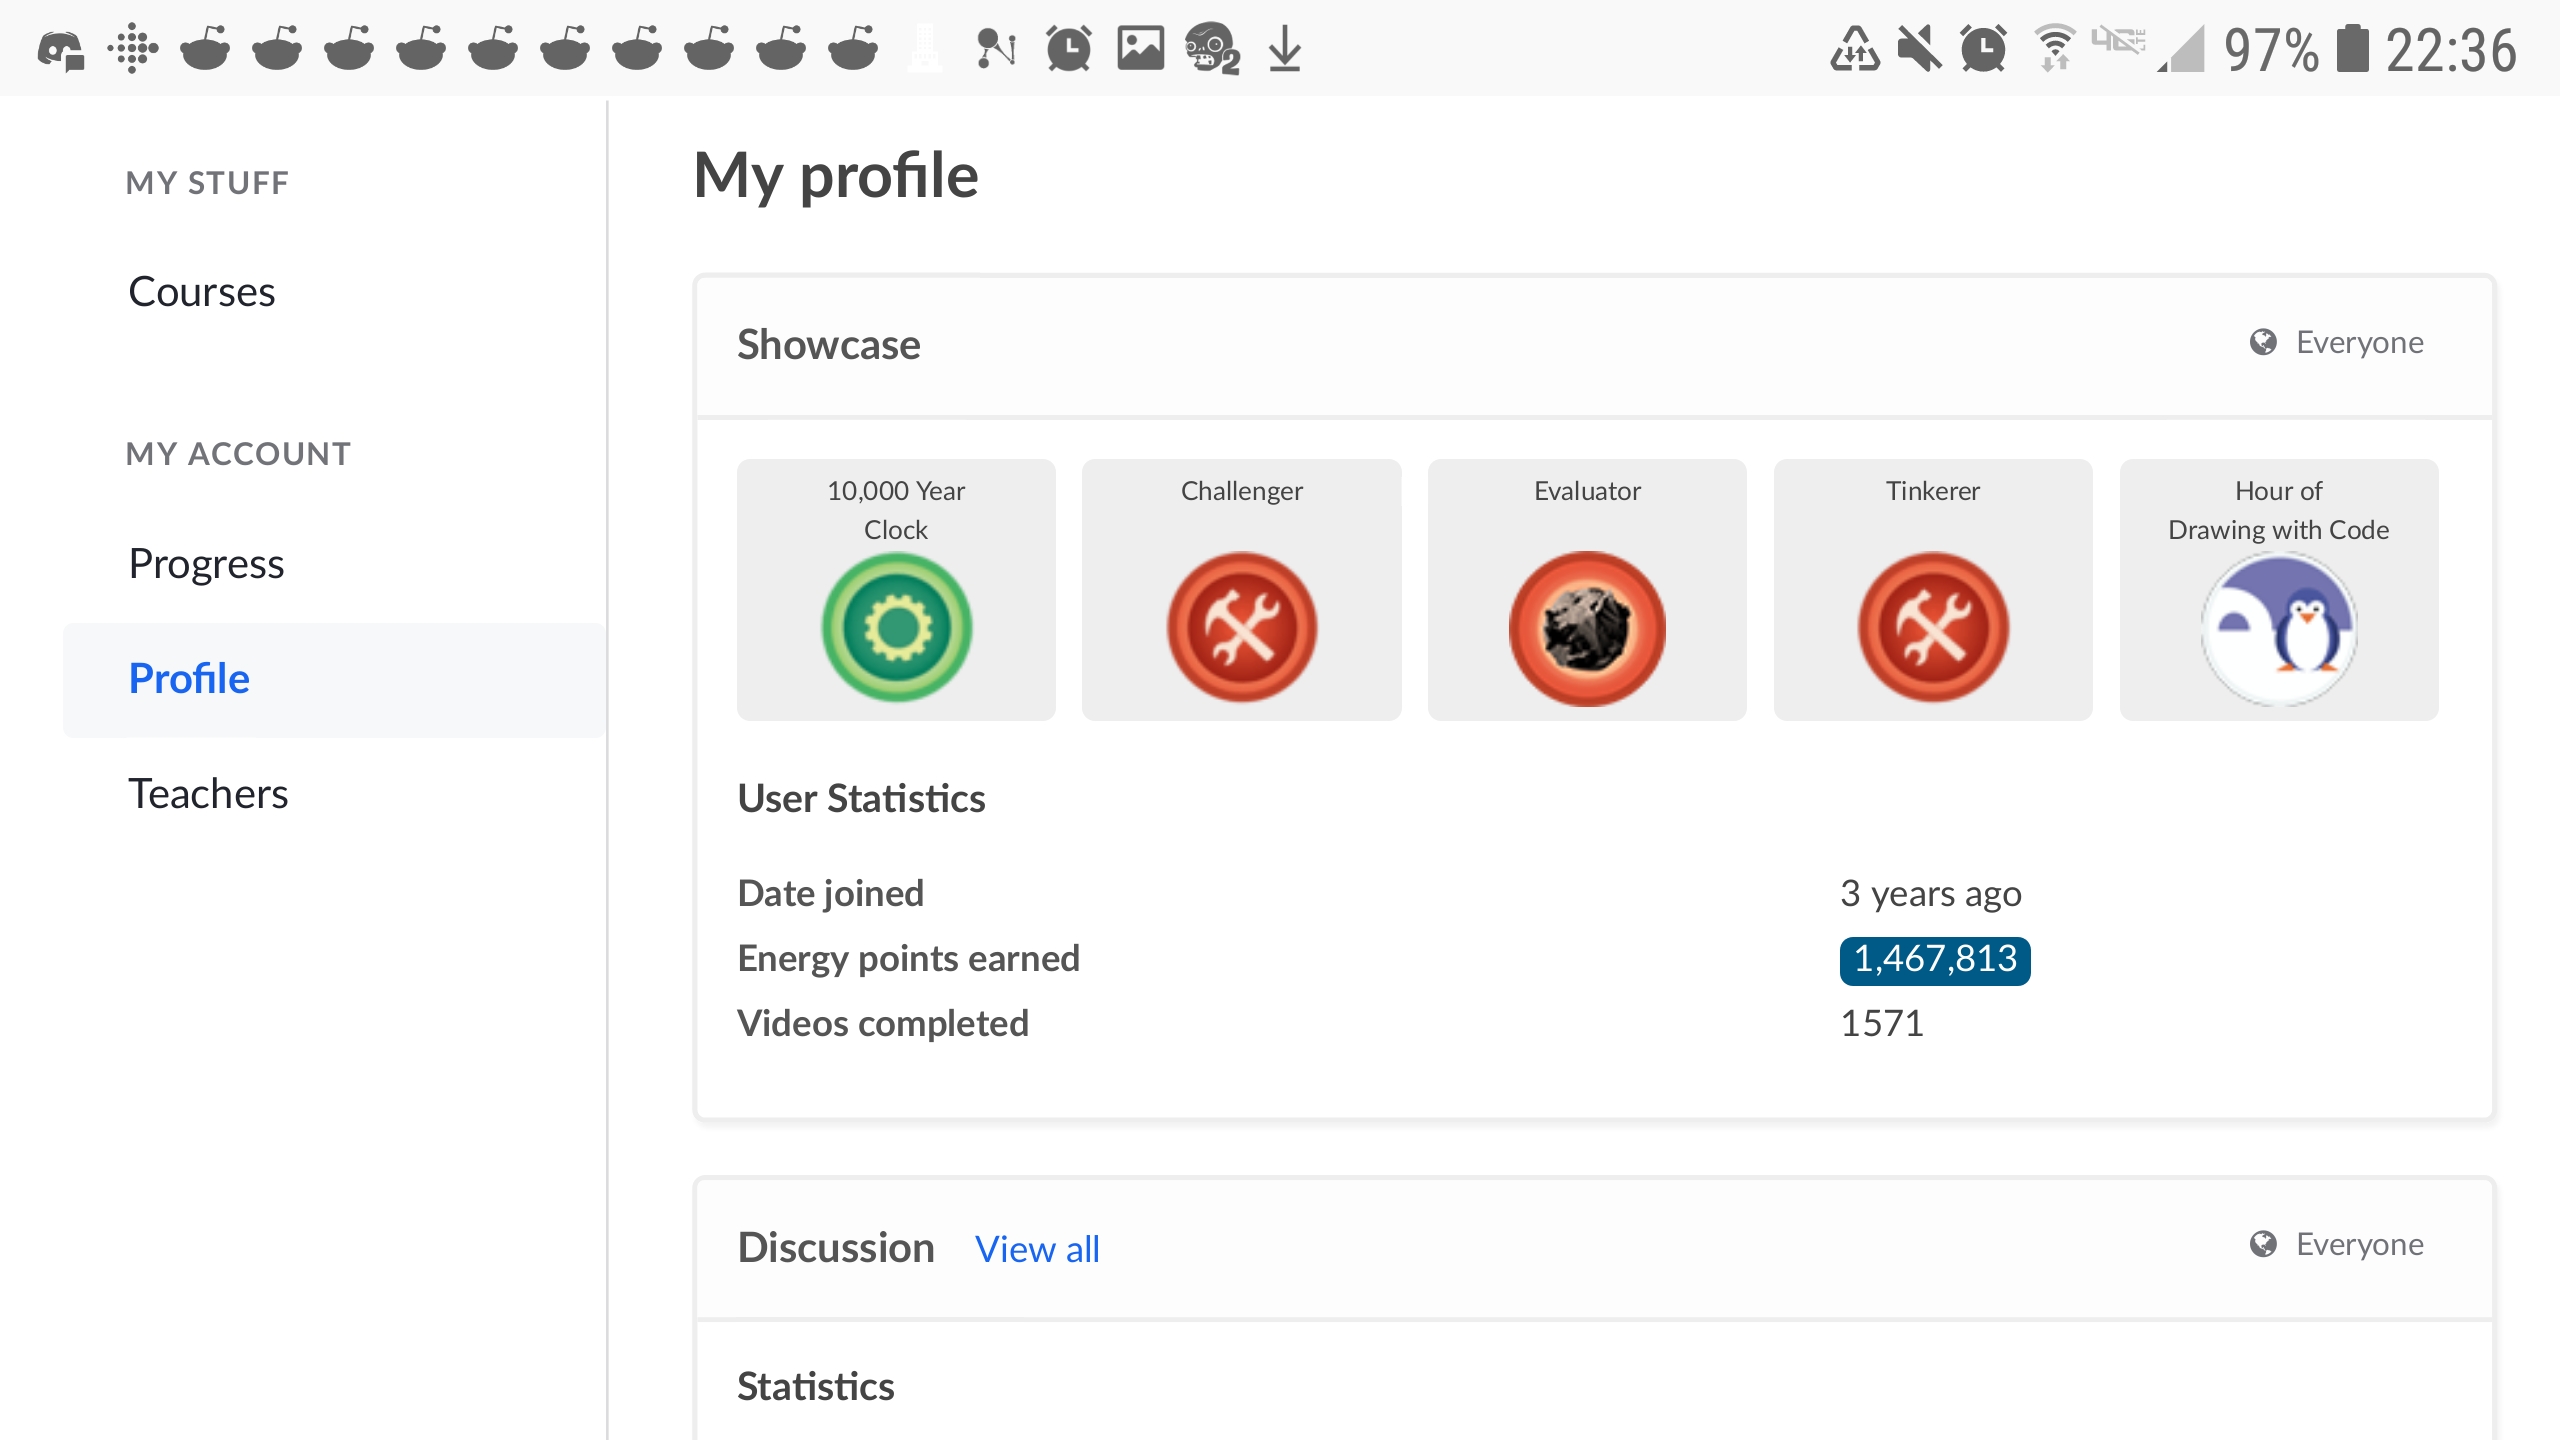 97% 22:36
MY STUFF
Courses
MY ACCOUNT
Progress
Profile
Teachers
My profile
Showcase
Everyone
10,000 Year
Clock
Challenger
Evaluator
Tinkerer
Hour of
Drawing with Code
User Statistics
Date joined 3 years ago
Energy points earned 1,467,813
Videos completed 1571
Discussion View all
Everyone
Statistics